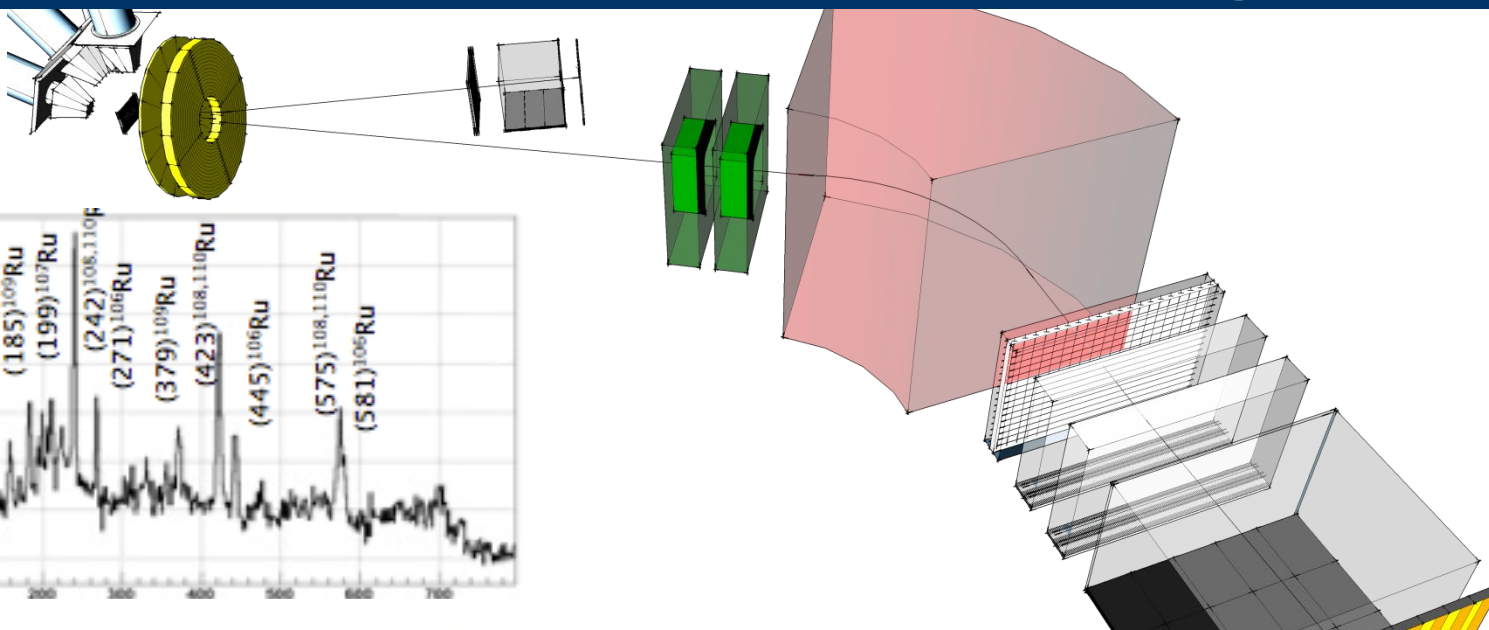 (185)¹⁰⁹Ru
(199)¹⁰⁷Ru
(242)¹⁰⁸,¹¹⁰R
(271)¹⁰⁶Ru
(379)¹⁰⁹Ru
(423)¹⁰⁸,¹¹⁰Ru
(445)¹⁰⁶Ru
(575)¹⁰⁸,¹¹⁰Ru
(581)¹⁰⁶Ru
200 300 400 500 600 700